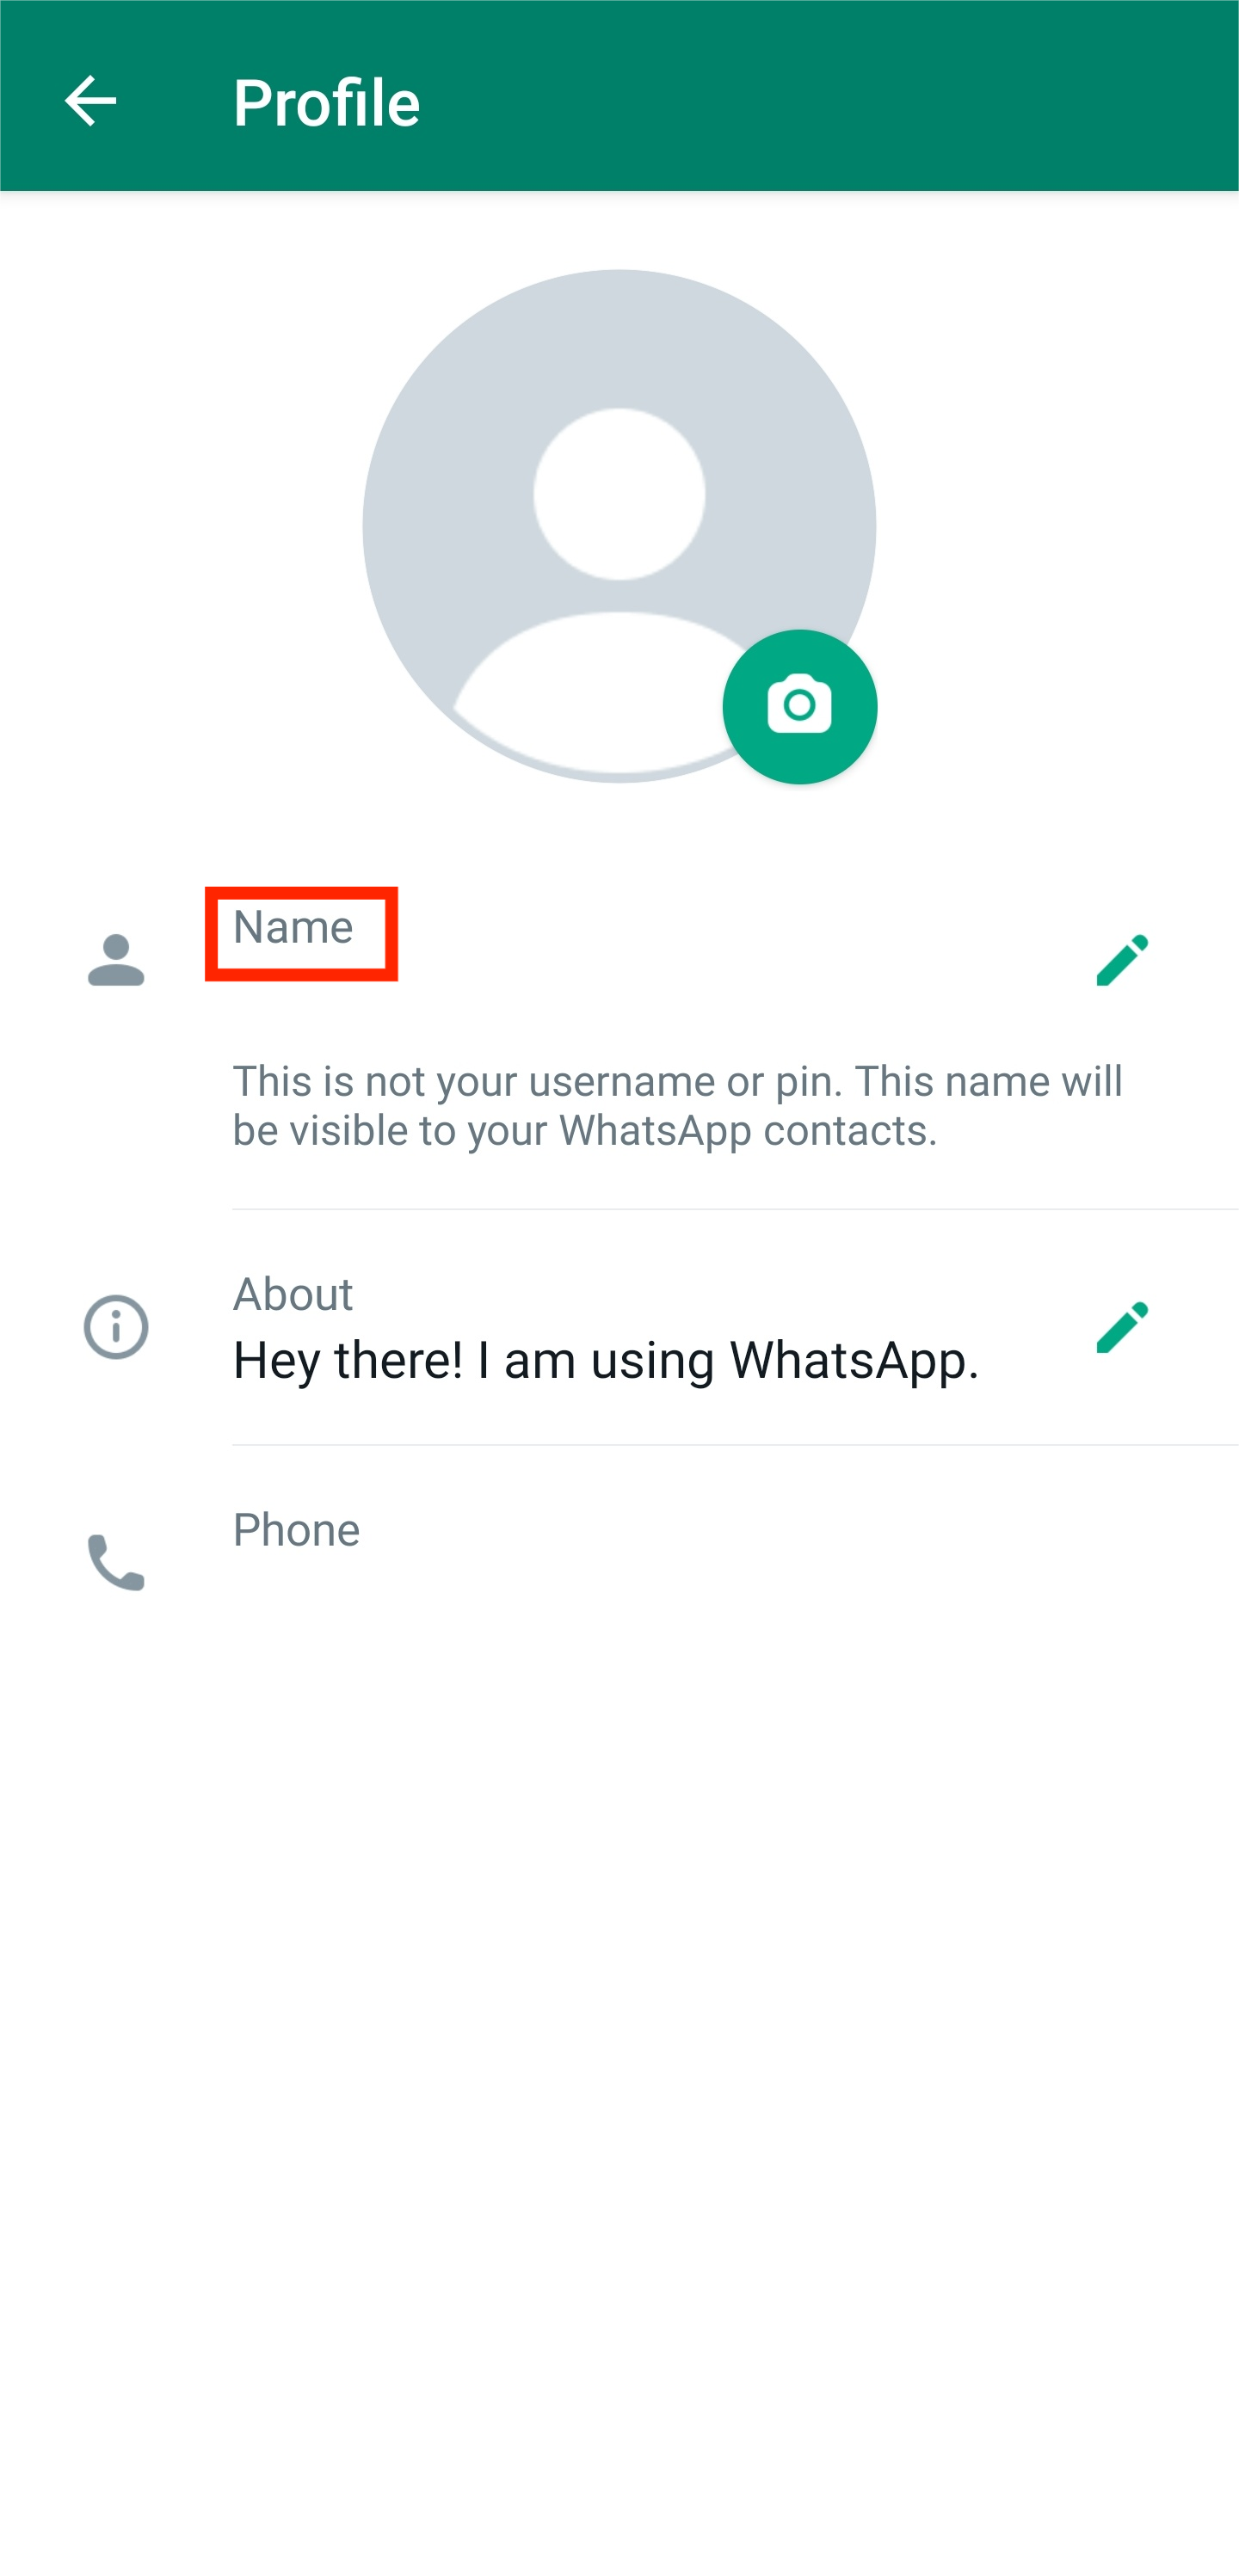 Profile
Name
This is not your username or pin. This name will
be visible to your WhatsApp contacts.
About
Hey there! I am using WhatsApp.
Phone